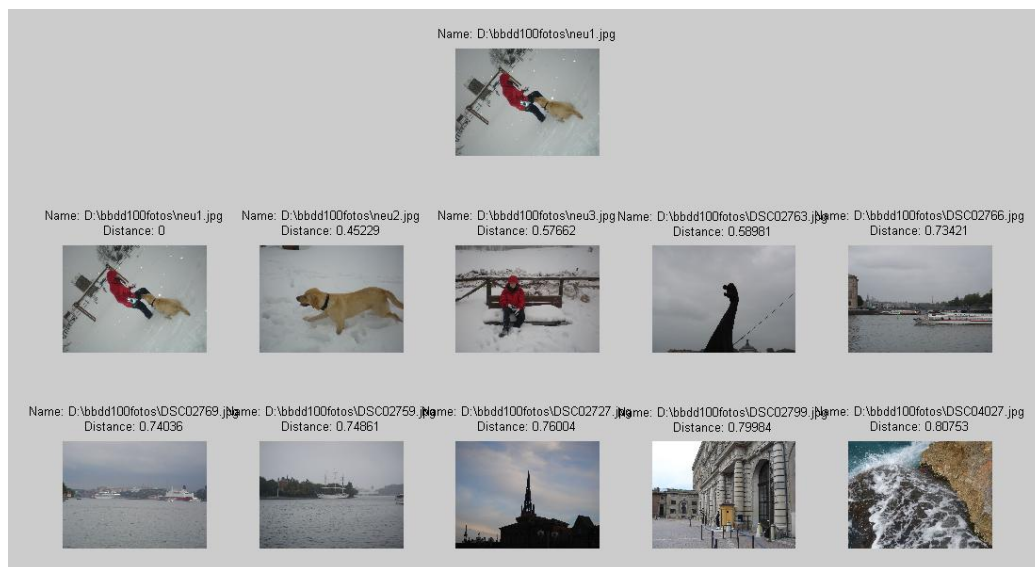 Name: D:\bbdd100fotos\neu1.jpg
Name: D:\bbdd100fotos\neu1.jpg
Distance: 0
Name: D:\bbdd100fotos\neu2.jpg
Distance: 0.45229
Name: D:\bbdd100fotos\neu3.jpg
Distance: 0.57662
Name: D:\bbdd100fotos\DSC02763.jpg
Distance: 0.58981
Name: D:\bbdd100fotos\DSC02766.jpg
Distance: 0.73421
Name: D:\bbdd100fotos\DSC02769.jpg
Distance: 0.74036
Name: D:\bbdd100fotos\DSC02759.jpg
Distance: 0.74861
Name: D:\bbdd100fotos\DSC02727.jpg
Distance: 0.76004
Name: D:\bbdd100fotos\DSC02799.jpg
Distance: 0.79984
Name: D:\bbdd100fotos\DSC04027.jpg
Distance: 0.80753